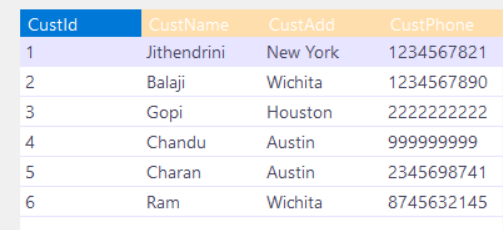 CustId CustName CustAdd CustPhone
1 Jithendrini New York 1234567821
2 Balaji Wichita 1234567890
3 Gopi Houston 2222222222
4 Chandu Austin 999999999
5 Charan Austin 2345698741
6 Ram Wichita 8745632145